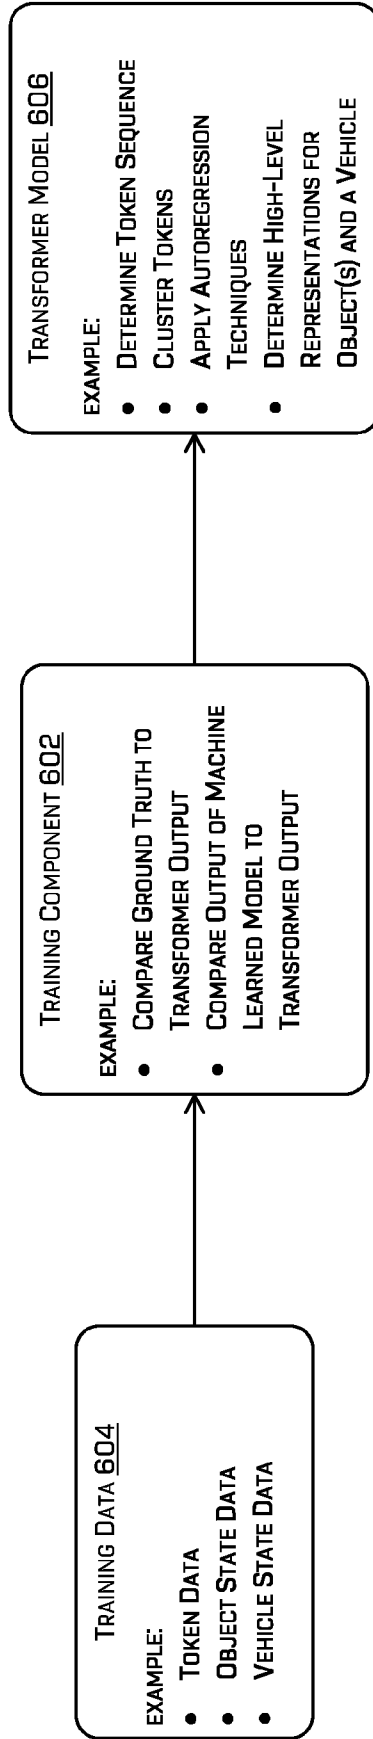 Training Data 604
Example:
• Token Data
• Object State Data
• Vehicle State Data
Training Component 602
Example:
• Compare Ground Truth to
Transformer Output
• Compare Output of Machine
Learned Model to
Transformer Output
Transformer Model 606
Example:
• Determine Token Sequence
• Cluster Tokens
• Apply Autoregression
Techniques
• Determine High-Level
Representations for
Object(s) and a Vehicle